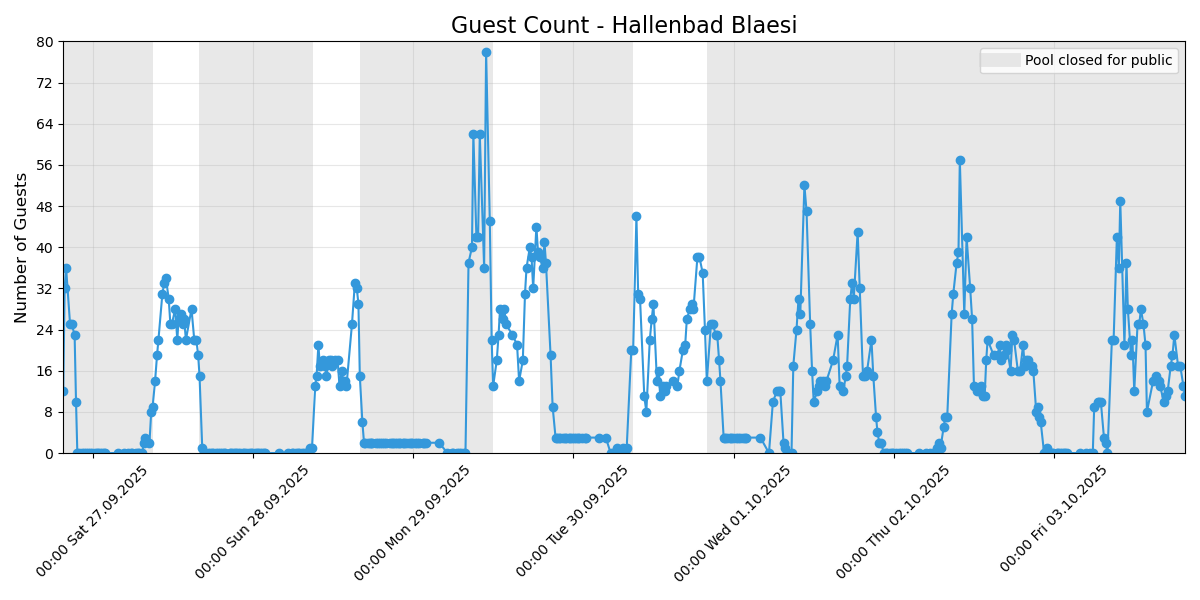 Guest Count - Hallenbad Blaesi
Pool closed for public
Number of Guests
80
72
64
56
48
40
32
24
16
8
0
00:00 Sat 27.09.2025
00:00 Sun 28.09.2025
00:00 Mon 29.09.2025
00:00 Tue 30.09.2025
00:00 Wed 01.10.2025
00:00 Thu 02.10.2025
00:00 Fri 03.10.2025